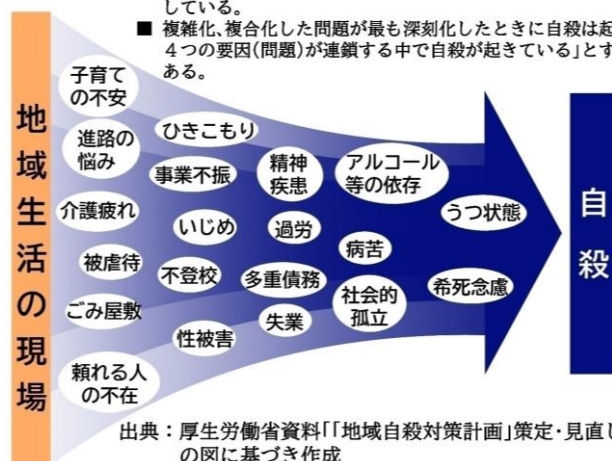 している。
■ 複雑化、複合化した問題が最も深刻化したときに自殺は起
４つの要因（問題）が連鎖する中で自殺が起きている」とす
ある。
地域生活の現場
子育て
の不安
進路の
悩み
介護疲れ
被虐待
ごみ屋敷
頼れる人
の不在
ひきこもり
事業不振
いじめ
不登校
性被害
精神
疾患
過労
多重債務
失業
アルコール
等の依存
病苦
社会的
孤立
うつ状態
希死念慮
自殺
出典：厚生労働省資料「「地域自殺対策計画」策定・見直し
の図に基づき作成